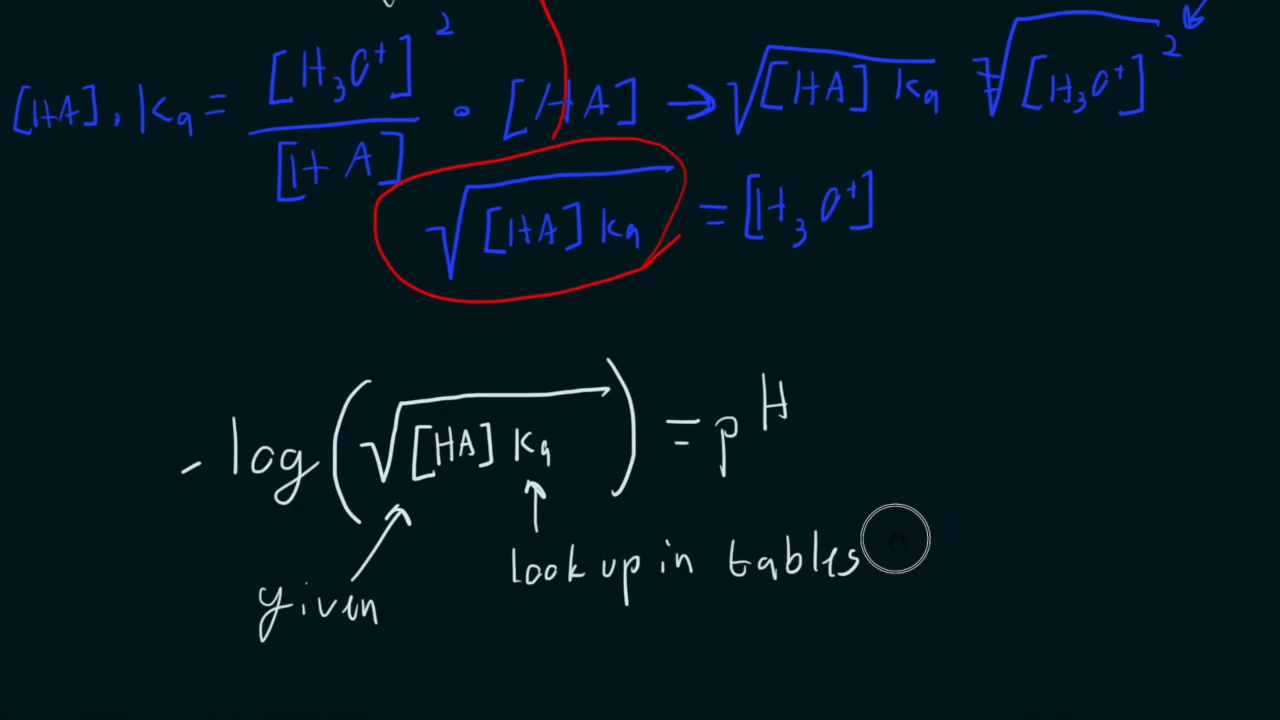 [HA] . Ka = [H₃O⁺]² / [HA] · [HA] → √[HA] Ka = √[H₃O⁺]²
√[HA] Ka = [H₃O⁺]
- log (√[HA] Ka) = pH
given
look up in tables